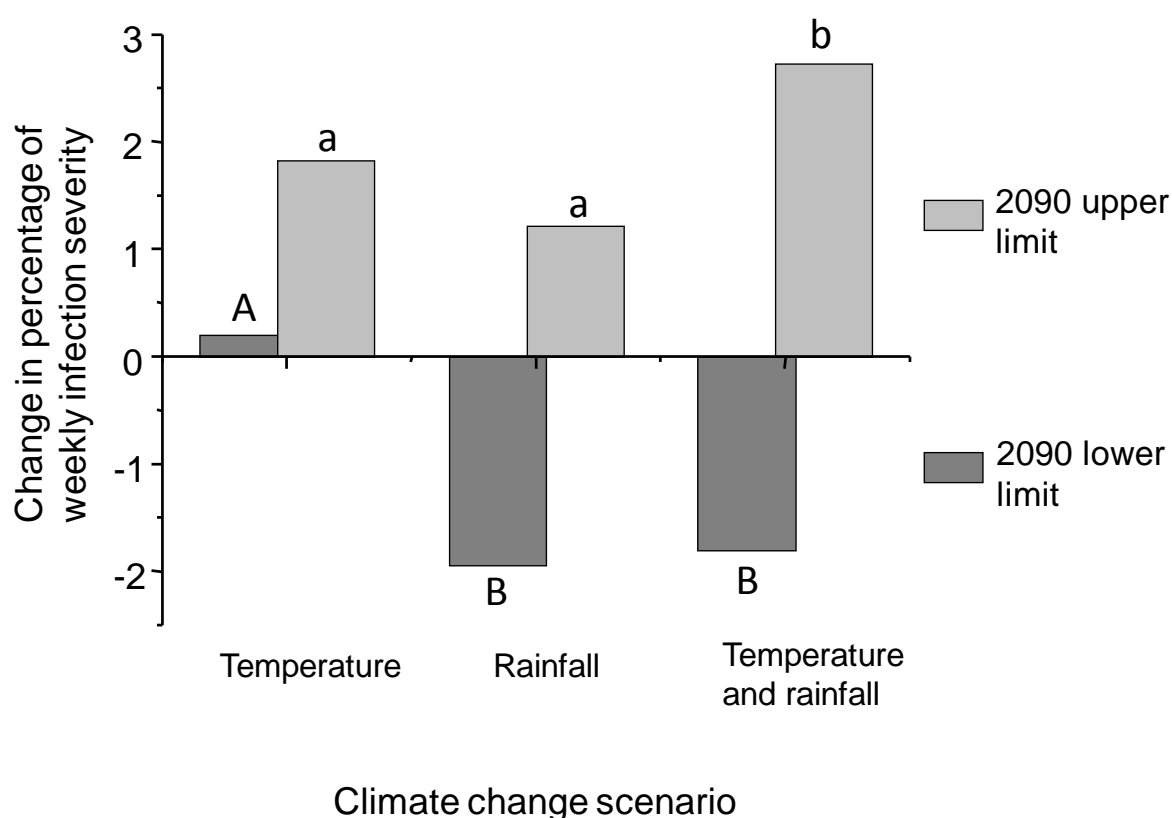 Change in percentage of
weekly infection severity
3
2
1
0
-1
-2
A
a
B
a
B
b
2090 upper
limit
2090 lower
limit
Temperature
Rainfall
Temperature
and rainfall
Climate change scenario